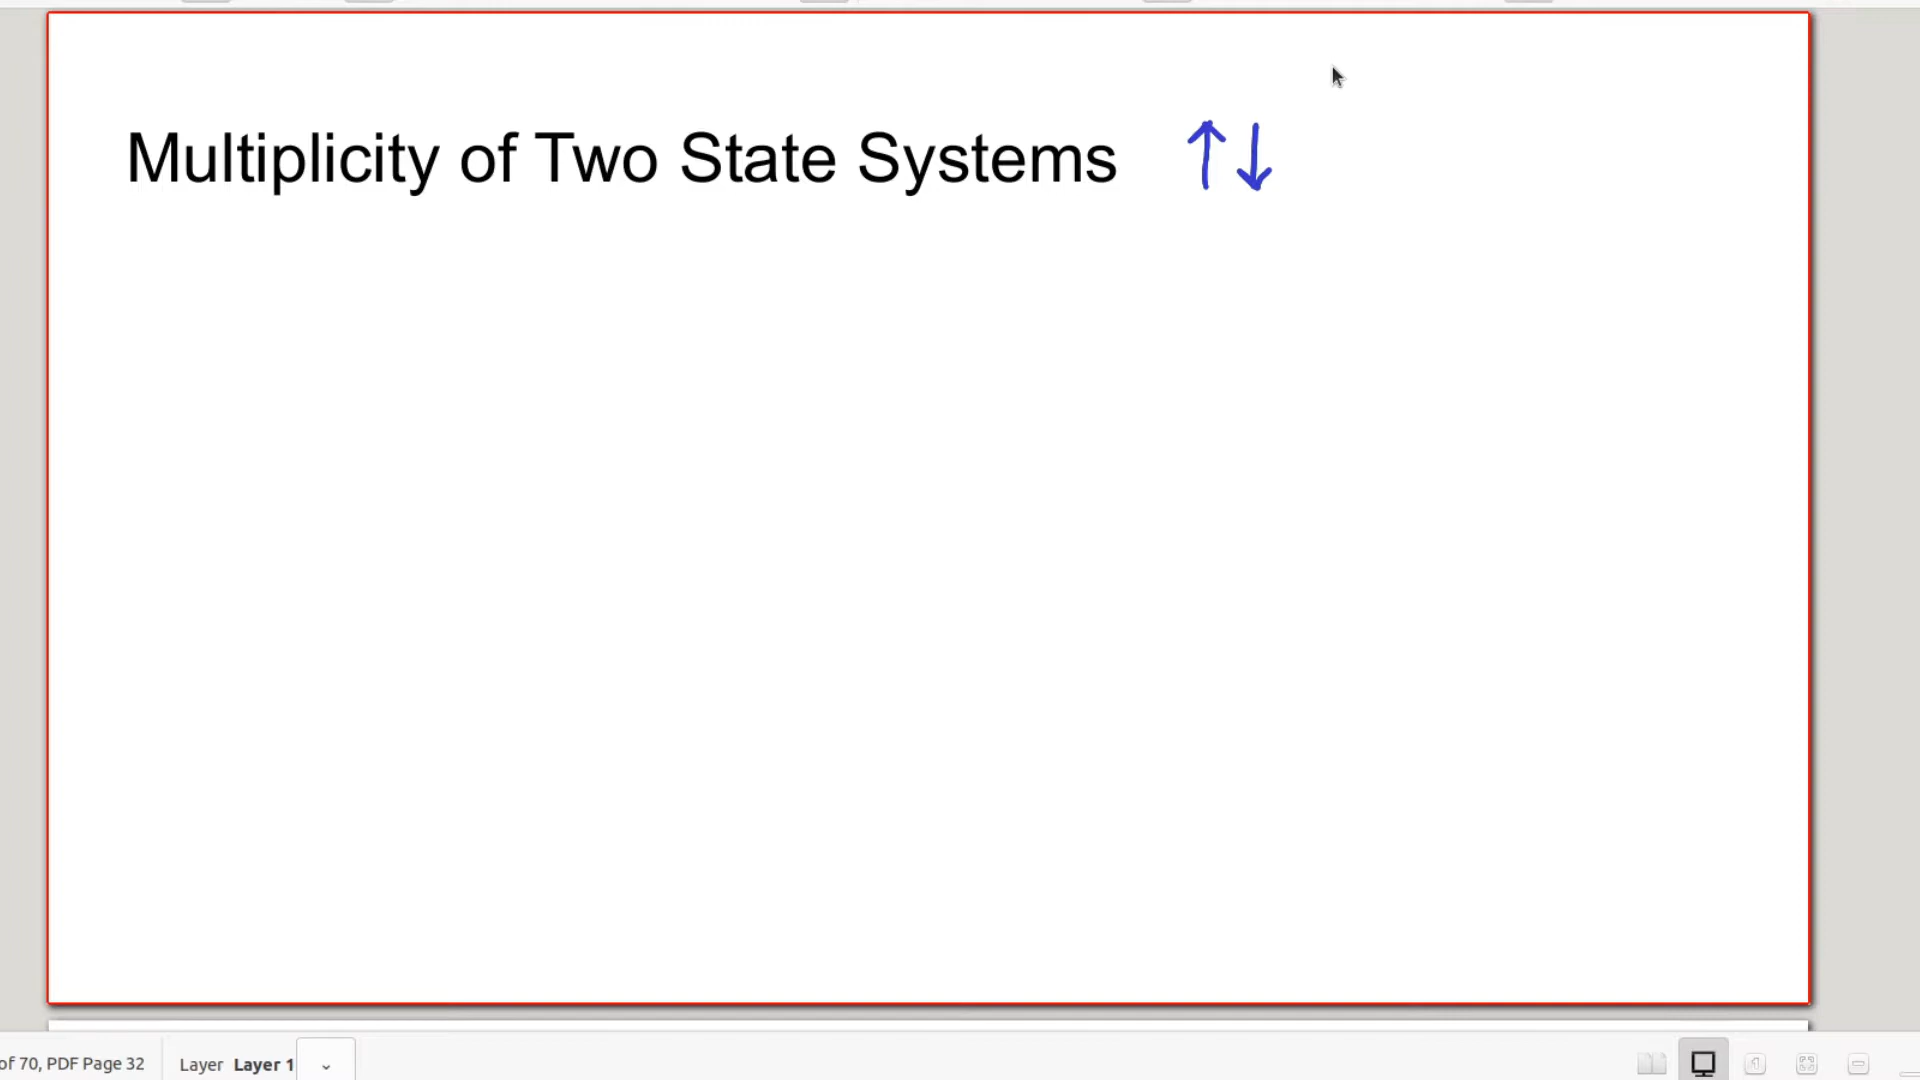 Multiplicity of Two State Systems ↑↓
of 70, PDF Page 32 Layer Layer 1